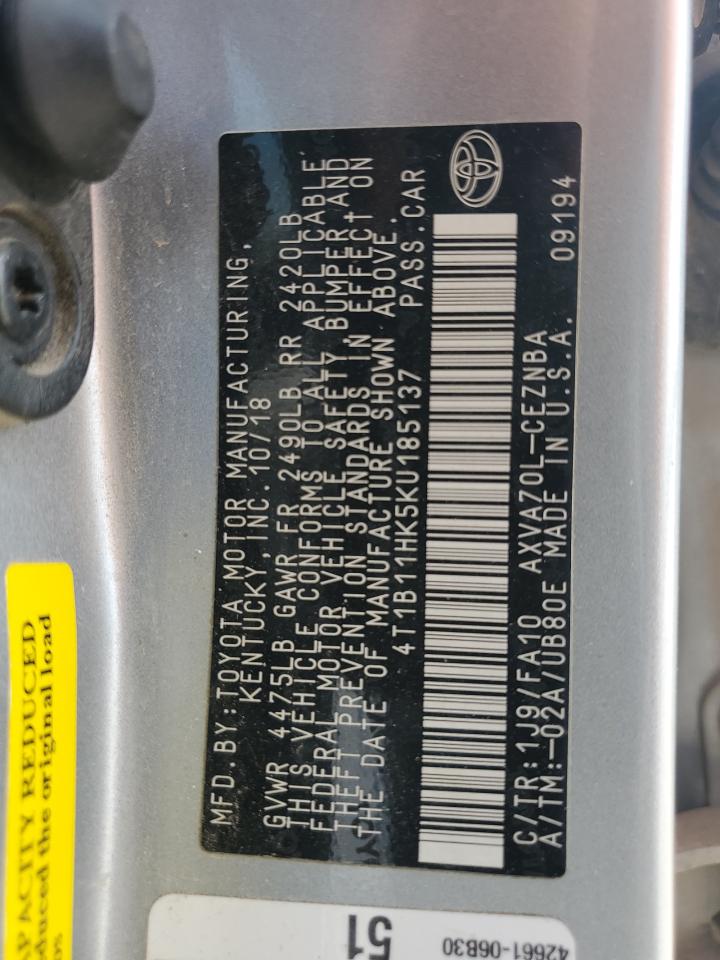 MFD.BY:TOYOTA MOTOR MANUFACTURING,
KENTUCKY,INC 10/18
GVWR 4475LB GAWR FR 2490LB RR 2420LB
THIS VEHICLE CONFORMS TO ALL APPLICABLE
FEDERAL MOTOR VEHICLE SAFETY, BUMPER AND
THEFT PREVENTION STANDARDS IN EFFECT ON
THE DATE OF MANUFACTURE SHOWN ABOVE.
4T1B11HK5KU185137 PASS.CAR
C/TR:1J9/FA10 AXVA70L-CEZNBA
A/TM:-02A/UB80E MADE IN U.S.A. 09194
PACITY REDUCED
duced the original load
51
42661-06B30